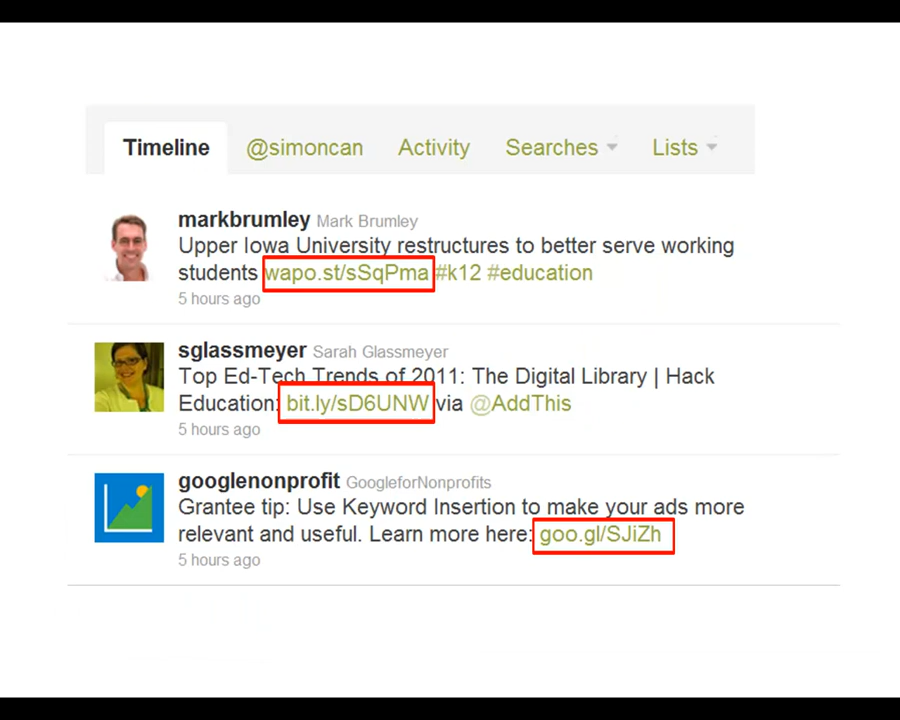 Timeline @simoncan Activity Searches Lists
markbrumley Mark Brumley
Upper Iowa University restructures to better serve working
students wapo.st/sSqPma #k12 #education
5 hours ago
sglassmeyer Sarah Glassmeyer
Top Ed-Tech Trends of 2011: The Digital Library | Hack
Education: bit.ly/sD6UNW via @AddThis
5 hours ago
googlenonprofit GoogleforNonprofits
Grantee tip: Use Keyword Insertion to make your ads more
relevant and useful. Learn more here: goo.gl/SJiZh
5 hours ago